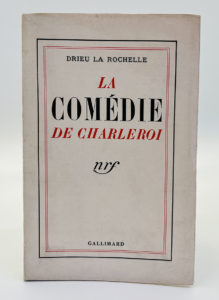 DRIEU LA ROCHELLE
LA
COMÉDIE
DE CHARLEROI
nrf
GALLIMARD